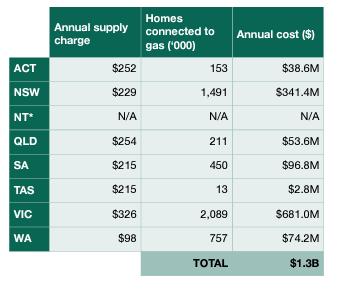 Annual supply charge Homes connected to gas (‘000) Annual cost ($)
ACT $252 153 $38.6M
NSW $229 1,491 $341.4M
NT* N/A N/A N/A
QLD $254 211 $53.6M
SA $215 450 $96.8M
TAS $215 13 $2.8M
VIC $326 2,089 $681.0M
WA $98 757 $74.2M
TOTAL $1.3B